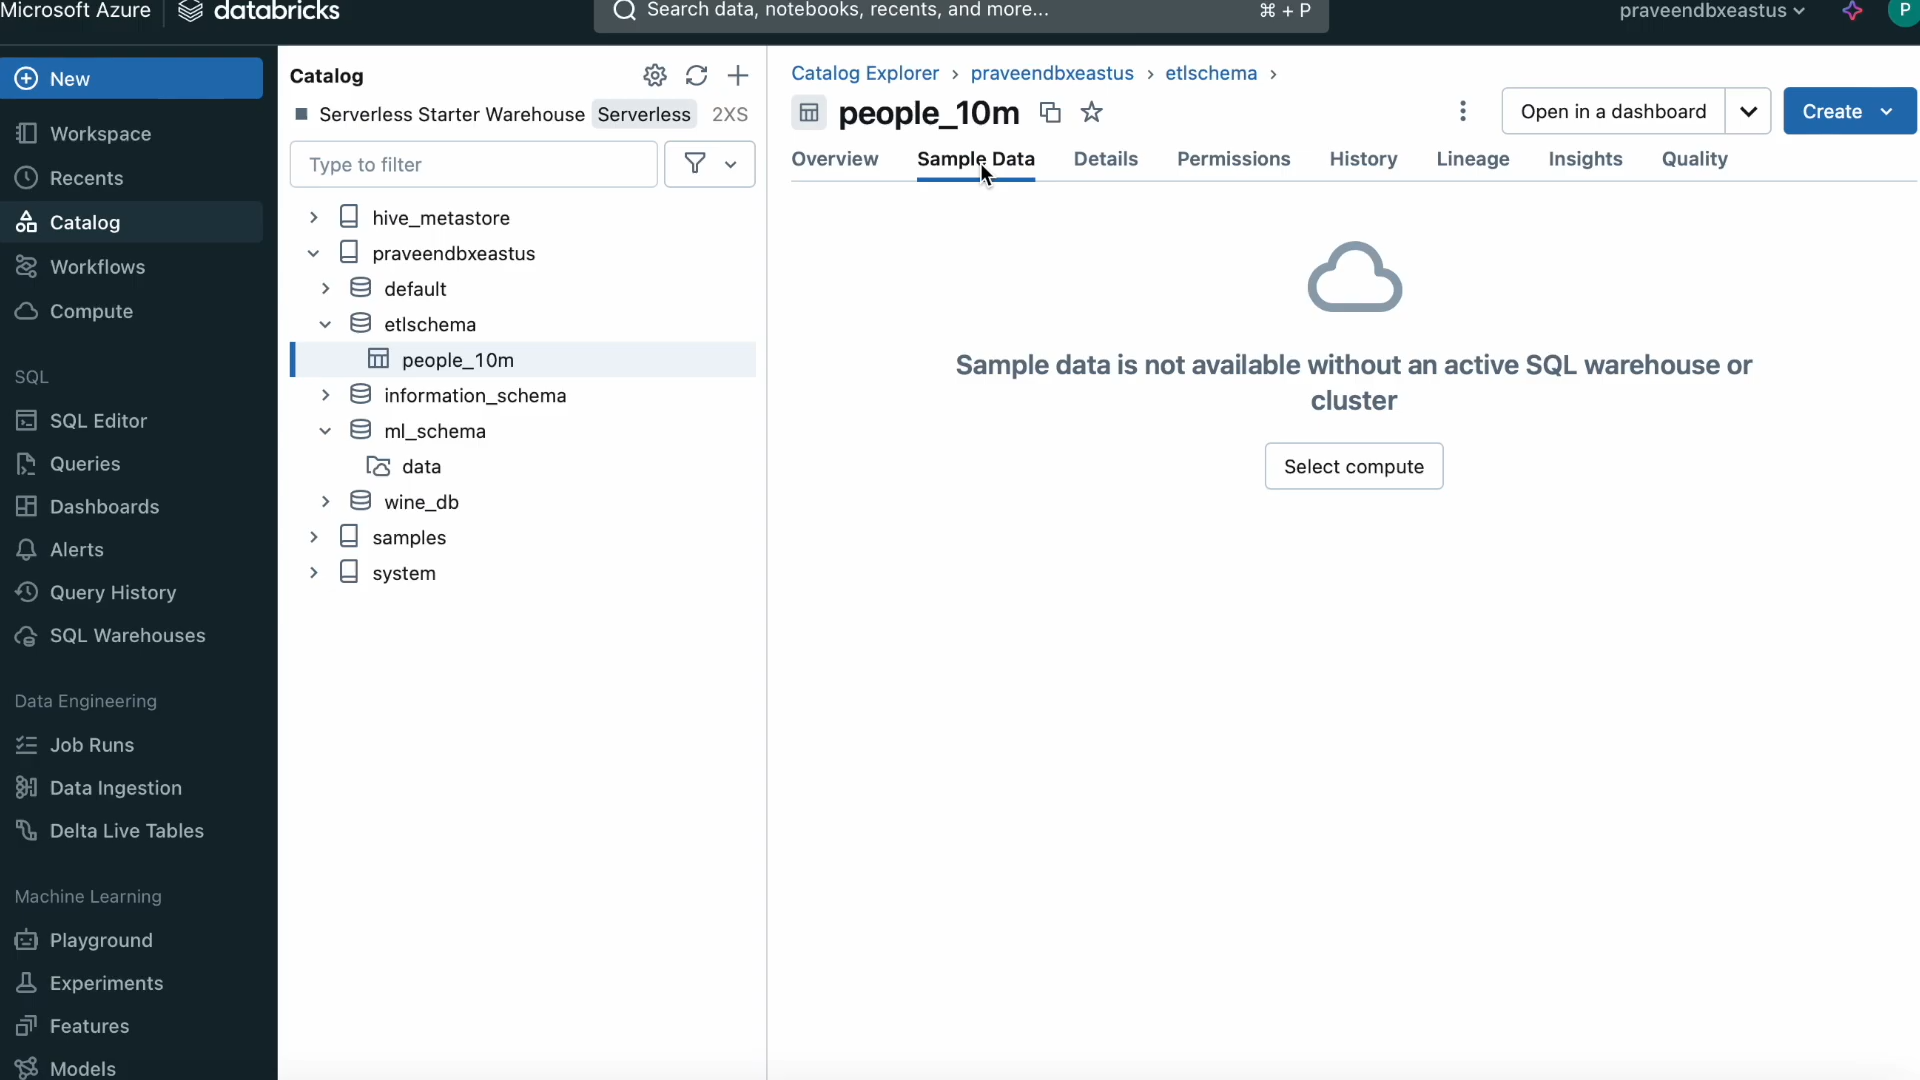 Microsoft Azure databricks
Search data, notebooks, recents, and more... ⌘ + P
praveendbxeastus
P
New
Workspace
Recents
Catalog
Workflows
Compute
SQL
SQL Editor
Queries
Dashboards
Alerts
Query History
SQL Warehouses
Data Engineering
Job Runs
Data Ingestion
Delta Live Tables
Machine Learning
Playground
Experiments
Features
Models
Catalog
Serverless Starter Warehouse Serverless 2XS
Type to filter
hive_metastore
praveendbxeastus
default
etlschema
people_10m
information_schema
ml_schema
data
wine_db
samples
system
Catalog Explorer › praveendbxeastus › etlschema ›
people_10m
Open in a dashboard
Create
Overview Sample Data Details Permissions History Lineage Insights Quality
Sample data is not available without an active SQL warehouse or
cluster
Select compute